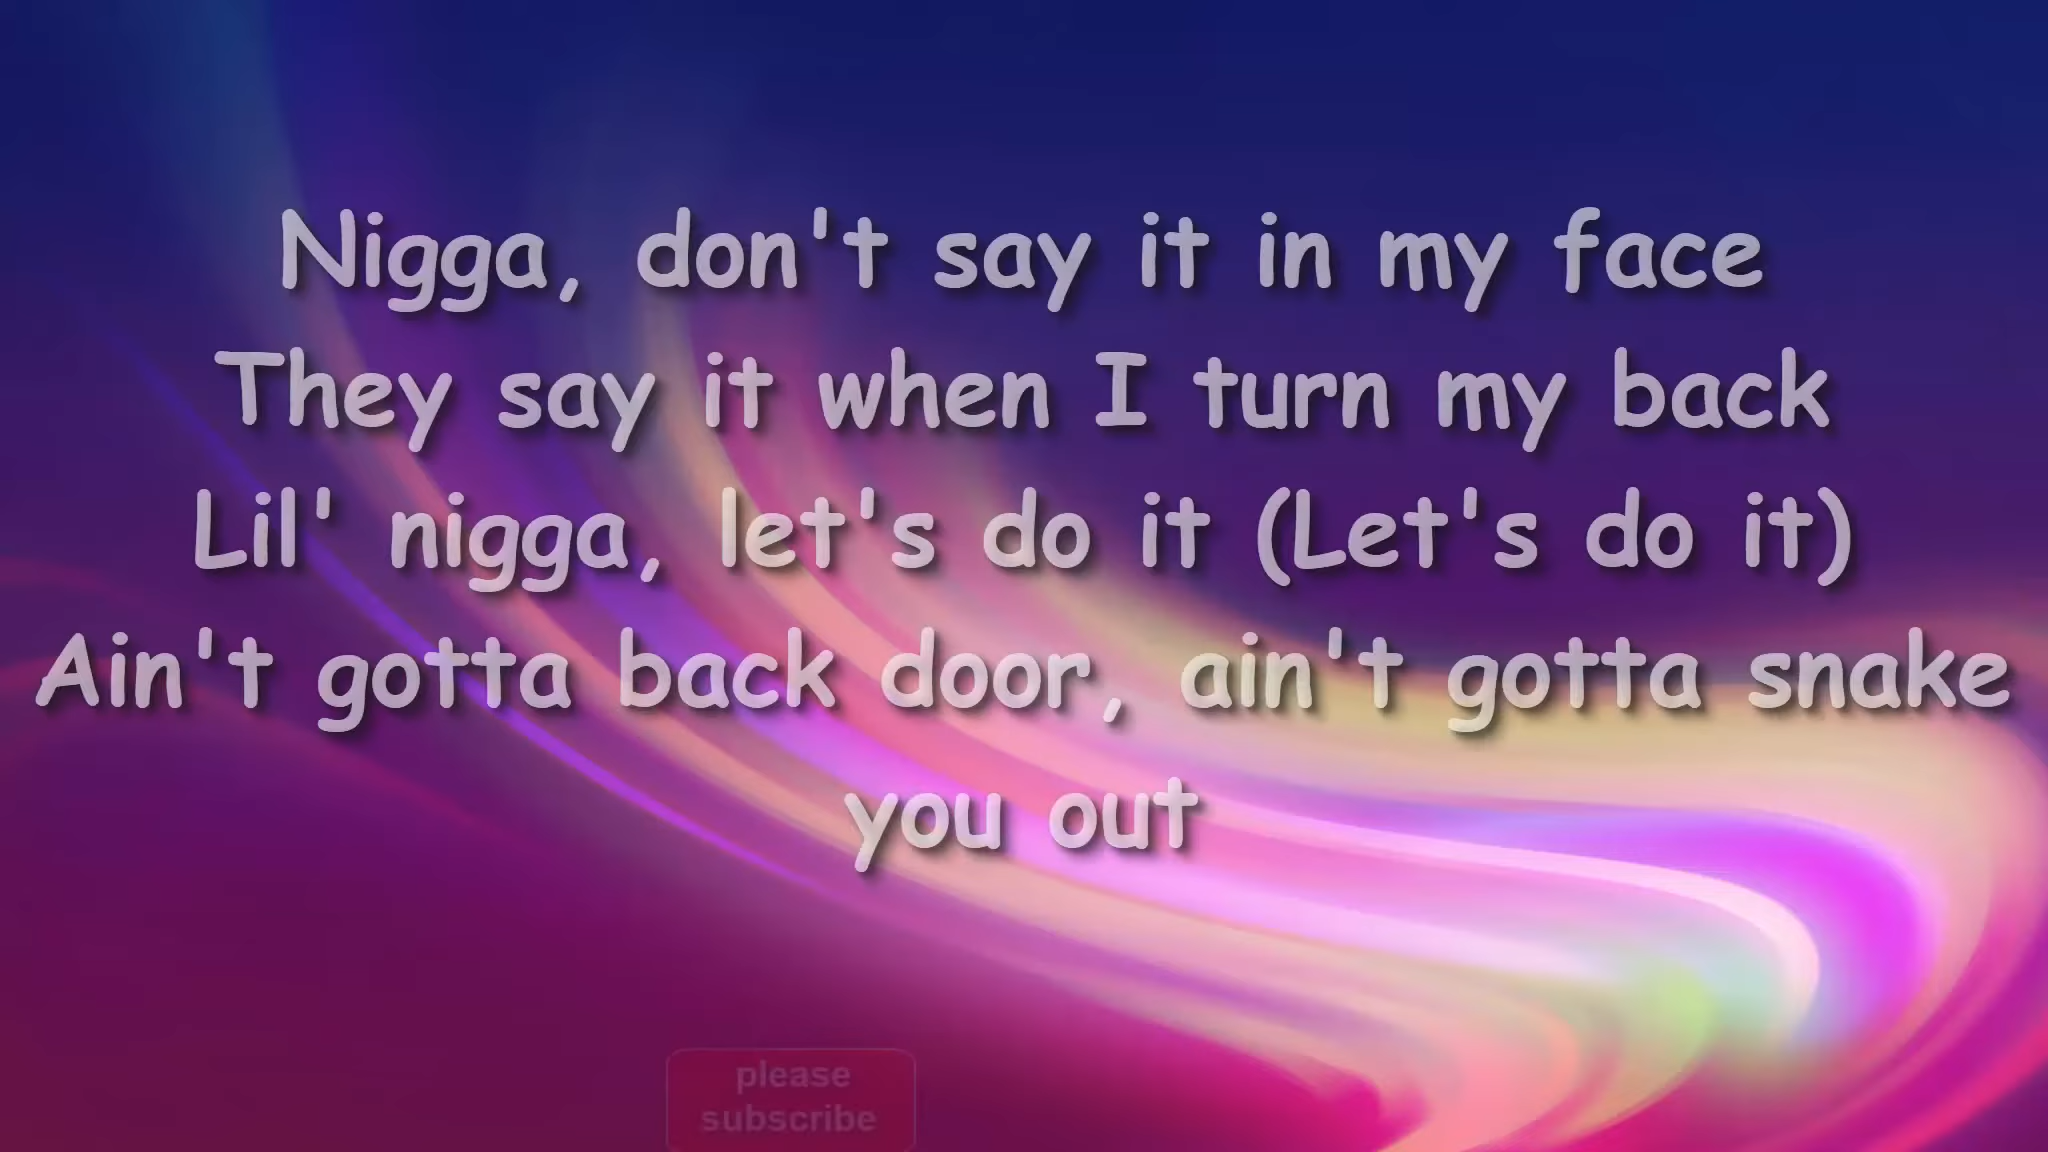 Nigga, don't say it in my face
They say it when I turn my back
Lil' nigga, let's do it (Let's do it)
Ain't gotta back door, ain't gotta snake
you out
please
subscribe